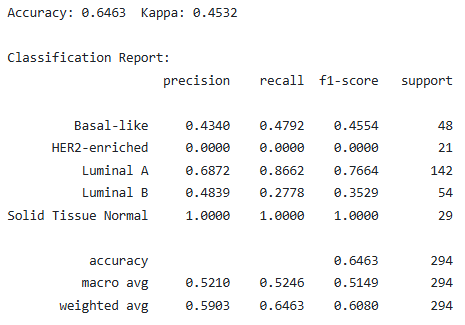 Accuracy: 0.6463  Kappa: 0.4532
Classification Report:
precision recall f1-score support
Basal-like 0.4340 0.4792 0.4554 48
HER2-enriched 0.0000 0.0000 0.0000 21
Luminal A 0.6872 0.8662 0.7664 142
Luminal B 0.4839 0.2778 0.3529 54
Solid Tissue Normal 1.0000 1.0000 1.0000 29
accuracy 0.6463 294
macro avg 0.5210 0.5246 0.5149 294
weighted avg 0.5903 0.6463 0.6080 294